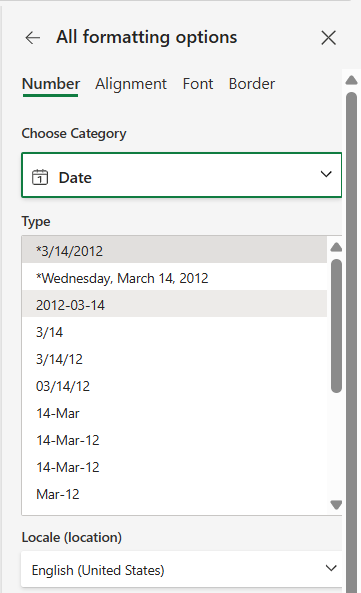 All formatting options
Number Alignment Font Border
Choose Category
1 Date
Type
*3/14/2012
*Wednesday, March 14, 2012
2012-03-14
3/14
3/14/12
03/14/12
14-Mar
14-Mar-12
14-Mar-12
Mar-12
Locale (location)
English (United States)